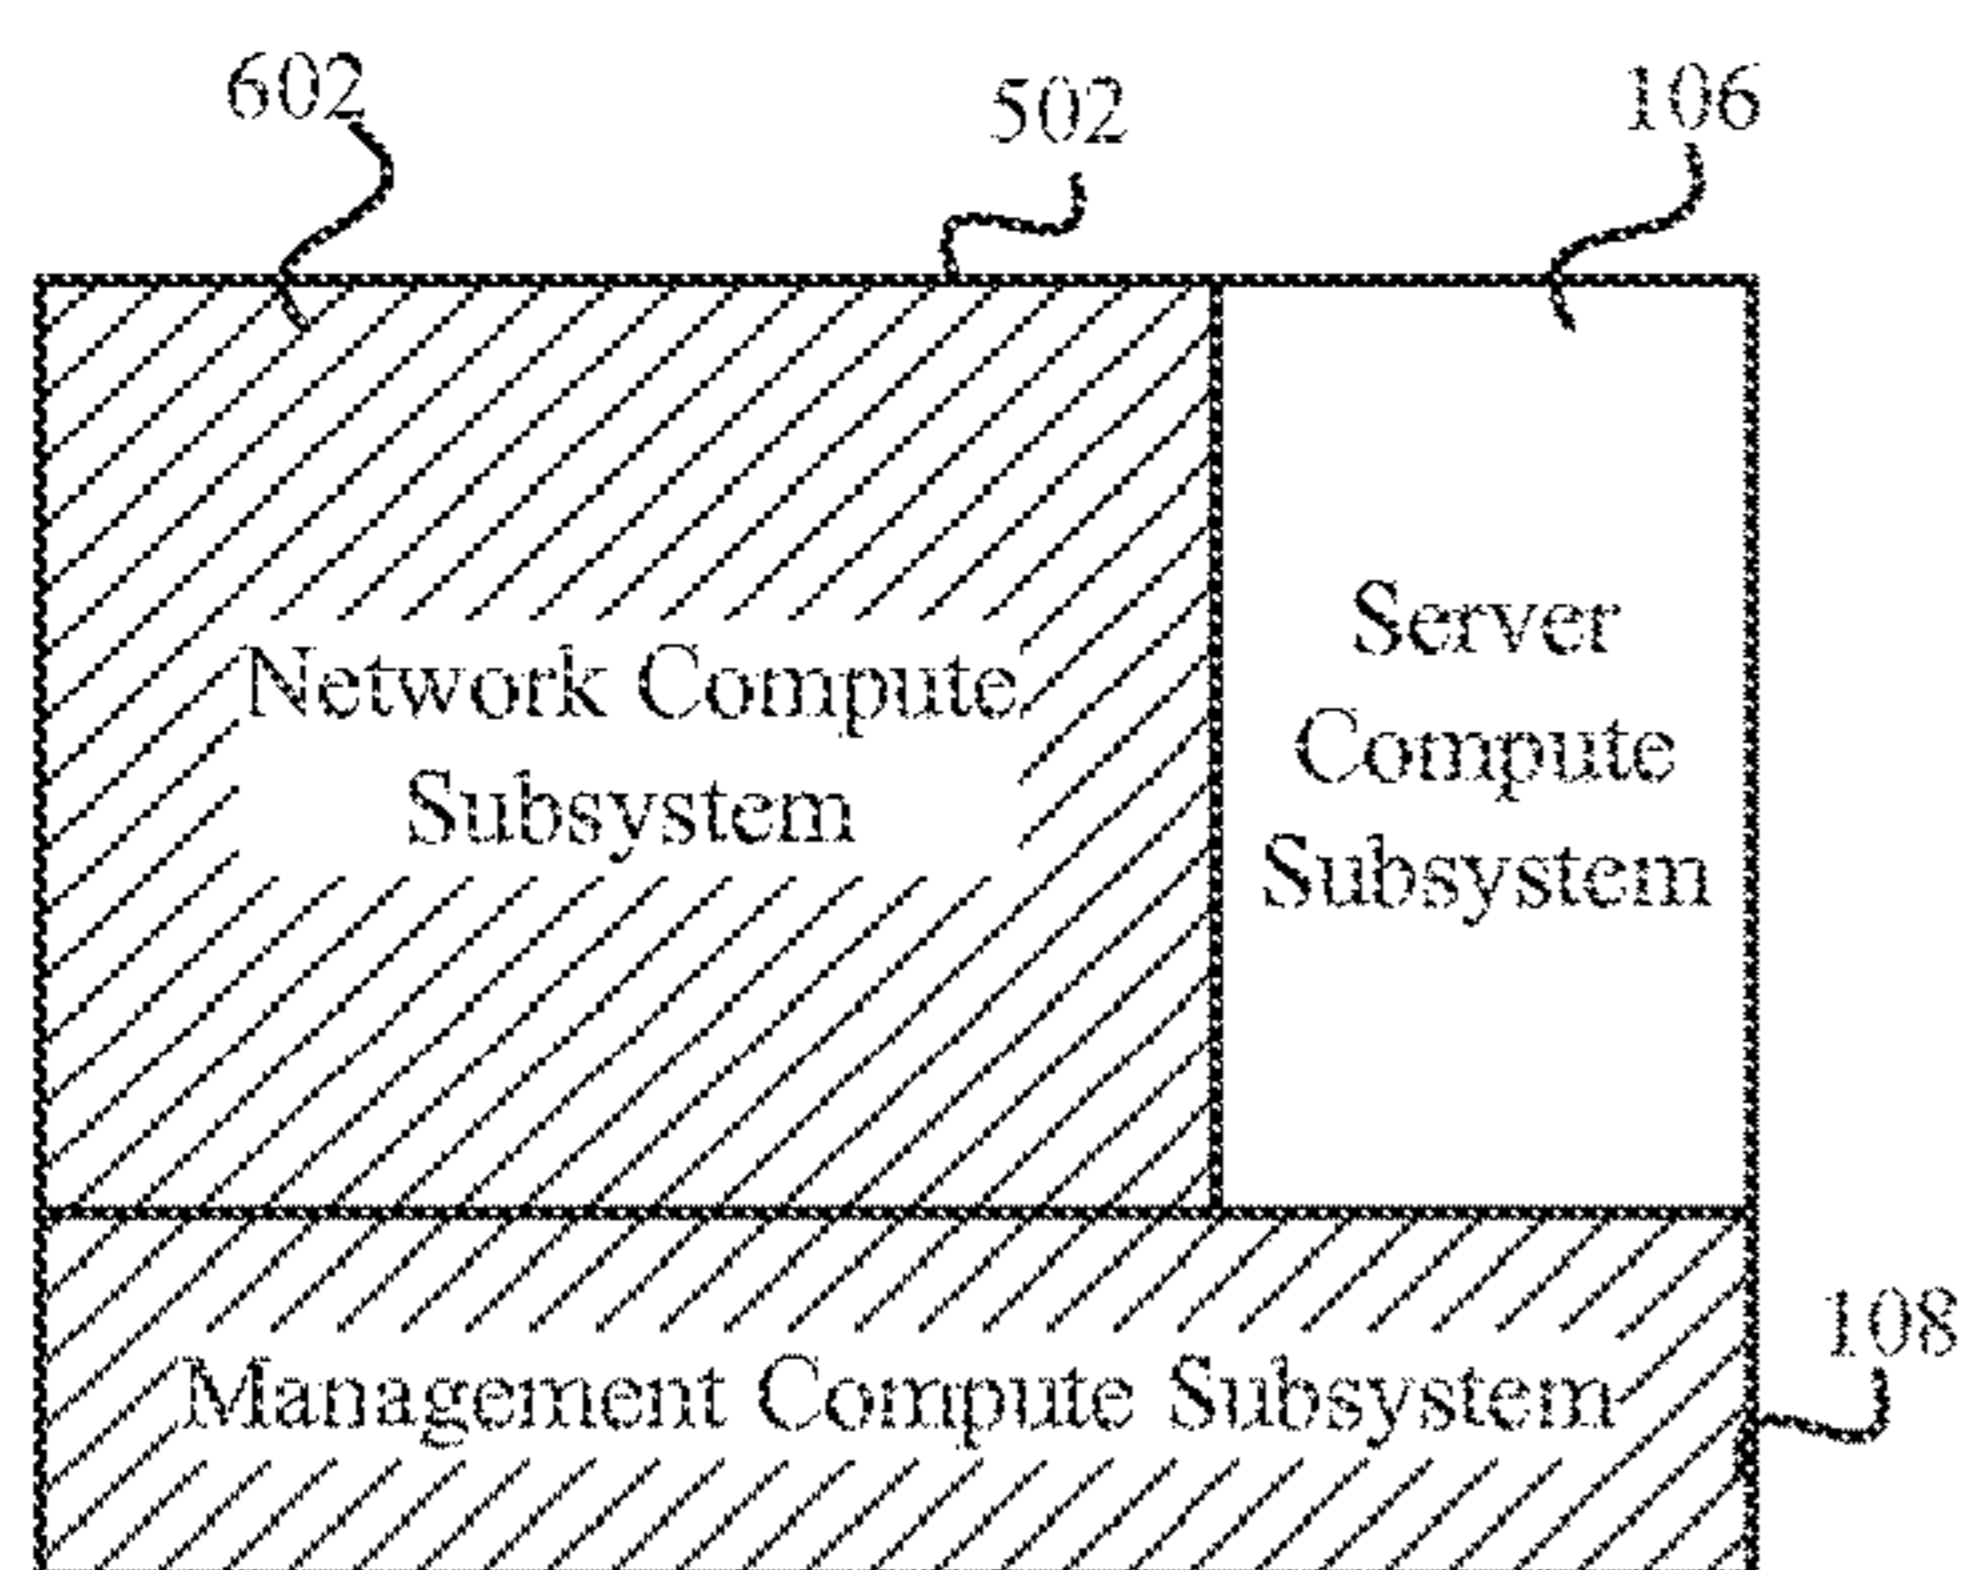 602
502
106
Network Compute
Subsystem
Server
Compute
Subsystem
Management Compute Subsystem
108